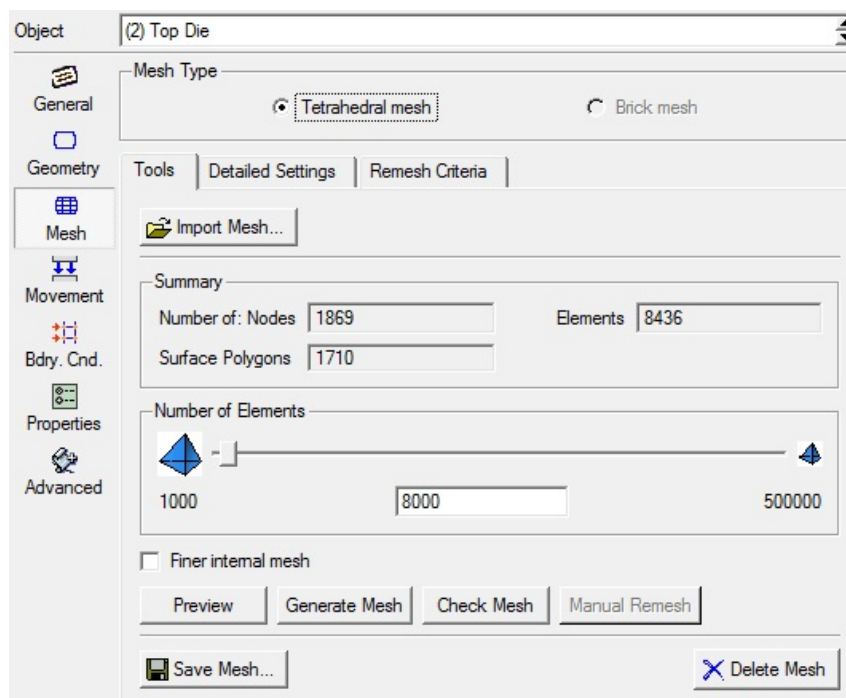 Object (2) Top Die
General
Geometry
Mesh
Movement
Bdry. Cnd.
Properties
Advanced
Mesh Type
Tetrahedral mesh Brick mesh
Tools Detailed Settings Remesh Criteria
Import Mesh...
Summary
Number of: Nodes 1869 Elements 8436
Surface Polygons 1710
Number of Elements
1000 8000 500000
Finer internal mesh
Preview Generate Mesh Check Mesh Manual Remesh
Save Mesh... Delete Mesh